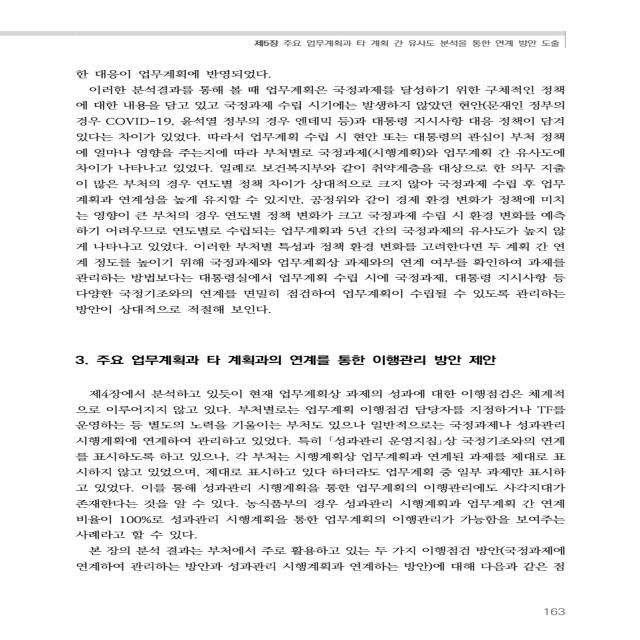 제5장 주요 업무계획과 타 계획 간 유사도 분석을 통한 연계 방안 도출
한 대응이 업무계획에 반영되었다.
이러한 분석결과를 통해 볼 때 업무계획은 국정과제를 달성하기 위한 구체적인 정책
에 대한 내용을 담고 있고 국정과제 수립 시기에는 발생하지 않았던 현안(문재인 정부의
경우 COVID-19, 윤석열 정부의 경우 엔데믹 등)과 대통령 지시사항 대응 정책이 담겨
있다는 차이가 있었다. 따라서 업무계획 수립 시 현안 또는 대통령의 관심이 부처 정책
에 얼마나 영향을 주는지에 따라 부처별로 국정과제(시행계획)와 업무계획 간 유사도에
차이가 나타나고 있었다. 일례로 보건복지부와 같이 취약계층을 대상으로 한 의무 지출
이 많은 부처의 경우 연도별 정책 차이가 상대적으로 크지 않아 국정과제 수립 후 업무
계획과 연계성을 높게 유지할 수 있지만, 공정위와 같이 경제 환경 변화가 정책에 미치
는 영향이 큰 부처의 경우 연도별 정책 변화가 크고 국정과제 수립 시 환경 변화를 예측
하기 어려우므로 연도별로 수립되는 업무계획과 5년 간의 국정과제의 유사도가 높지 않
게 나타나고 있었다. 이러한 부처별 특성과 정책 환경 변화를 고려한다면 두 계획 간 연
계 정도를 높이기 위해 국정과제와 업무계획상 과제와의 연계 여부를 확인하여 과제를
관리하는 방법보다는 대통령실에서 업무계획 수립 시에 국정과제, 대통령 지시사항 등
다양한 국정기조와의 연계를 면밀히 점검하여 업무계획이 수립될 수 있도록 관리하는
방안이 상대적으로 적절해 보인다.
3. 주요 업무계획과 타 계획과의 연계를 통한 이행관리 방안 제안
제4장에서 분석하고 있듯이 현재 업무계획상 과제의 성과에 대한 이행점검은 체계적
으로 이루어지지 않고 있다. 부처별로는 업무계획 이행점검 담당자를 지정하거나 TF를
운영하는 등 별도의 노력을 기울이는 부처도 있으나 일반적으로는 국정과제나 성과관리
시행계획에 연계하여 관리하고 있었다. 특히 「성과관리 운영지침」상 국정기조와의 연계
를 표시하도록 하고 있으나, 각 부처는 시행계획상 업무계획과 연계된 과제를 제대로 표
시하지 않고 있었으며, 제대로 표시하고 있다 하더라도 업무계획 중 일부 과제만 표시하
고 있었다. 이를 통해 성과관리 시행계획을 통한 업무계획의 이행관리에도 사각지대가
존재한다는 것을 알 수 있다. 농식품부의 경우 성과관리 시행계획과 업무계획 간 연계
비율이 100%로 성과관리 시행계획을 통한 업무계획의 이행관리가 가능함을 보여주는
사례라고 할 수 있다.
본 장의 분석 결과는 부처에서 주로 활용하고 있는 두 가지 이행점검 방안(국정과제에
연계하여 관리하는 방안과 성과관리 시행계획과 연계하는 방안)에 대해 다음과 같은 점
163